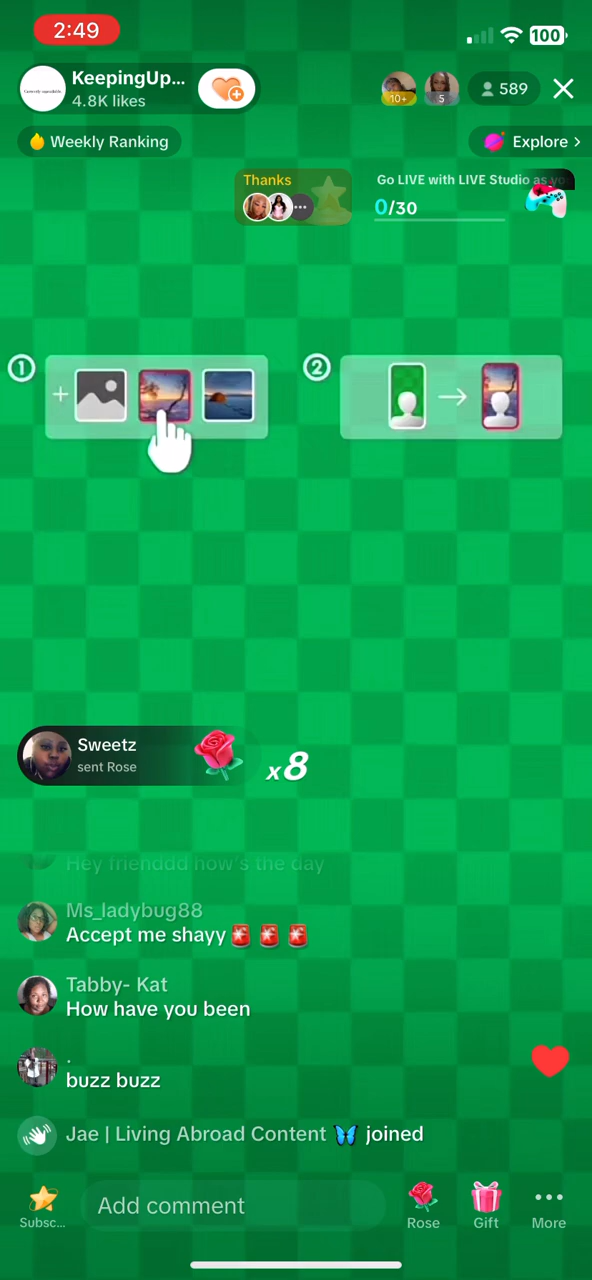 2:49
100
KeepingUp...
4.8K likes
10+
5
589
Weekly Ranking
Explore >
Thanks
Go LIVE with LIVE Studio as
0/30
1
2
Sweetz
sent Rose
x8
Hey frienddd how's the day
Ms_ladybug88
Accept me shayy
Tabby- Kat
How have you been
.
buzz buzz
Jae | Living Abroad Content joined
Subsc...
Add comment
Rose
Gift
More